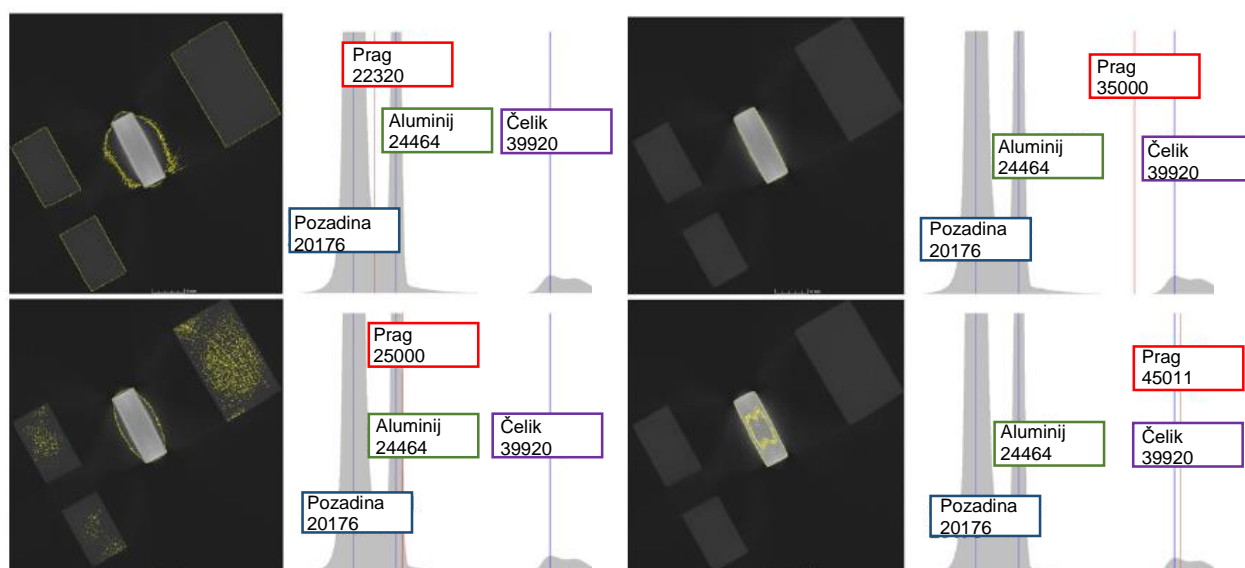 Prag
22320
Aluminij
24464
Čelik
39920
Pozadina
20176
Prag
35000
Aluminij
24464
Čelik
39920
Pozadina
20176
Prag
25000
Aluminij
24464
Čelik
39920
Pozadina
20176
Prag
45011
Aluminij
24464
Čelik
39920
Pozadina
20176